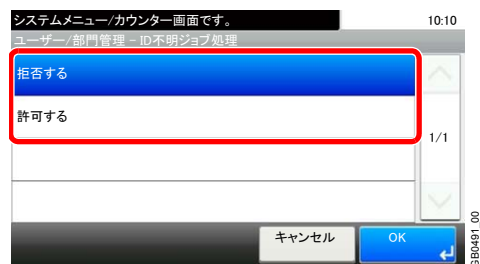 システムメニュー/カウンター画面です。 10:10
ユーザー/部門管理 - ID不明ジョブ処理
拒否する
許可する
1/1
キャンセル OK
GB0491_00